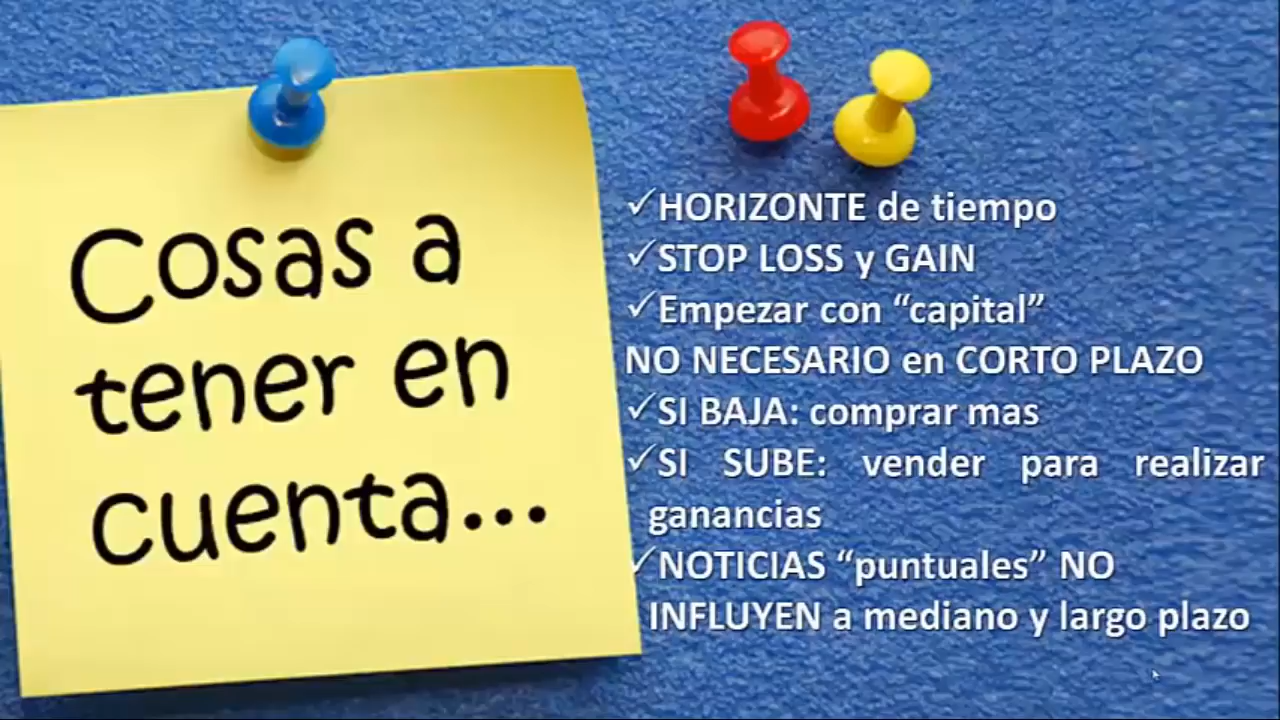 Cosas a
tener en
cuenta...
✓HORIZONTE de tiempo
✓STOP LOSS y GAIN
✓Empezar con “capital”
NO NECESARIO en CORTO PLAZO
✓SI BAJA: comprar mas
✓SI SUBE: vender para realizar
ganancias
✓NOTICIAS “puntuales” NO
INFLUYEN a mediano y largo plazo